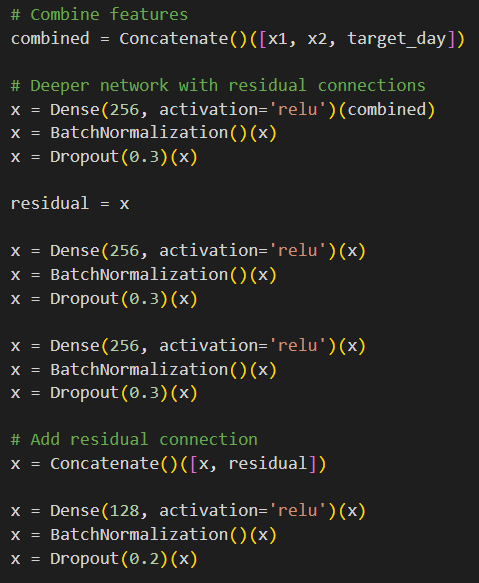 # Combine features
combined = Concatenate()([x1, x2, target_day])
# Deeper network with residual connections
x = Dense(256, activation='relu')(combined)
x = BatchNormalization()(x)
x = Dropout(0.3)(x)
residual = x
x = Dense(256, activation='relu')(x)
x = BatchNormalization()(x)
x = Dropout(0.3)(x)
x = Dense(256, activation='relu')(x)
x = BatchNormalization()(x)
x = Dropout(0.3)(x)
# Add residual connection
x = Concatenate()([x, residual])
x = Dense(128, activation='relu')(x)
x = BatchNormalization()(x)
x = Dropout(0.2)(x)